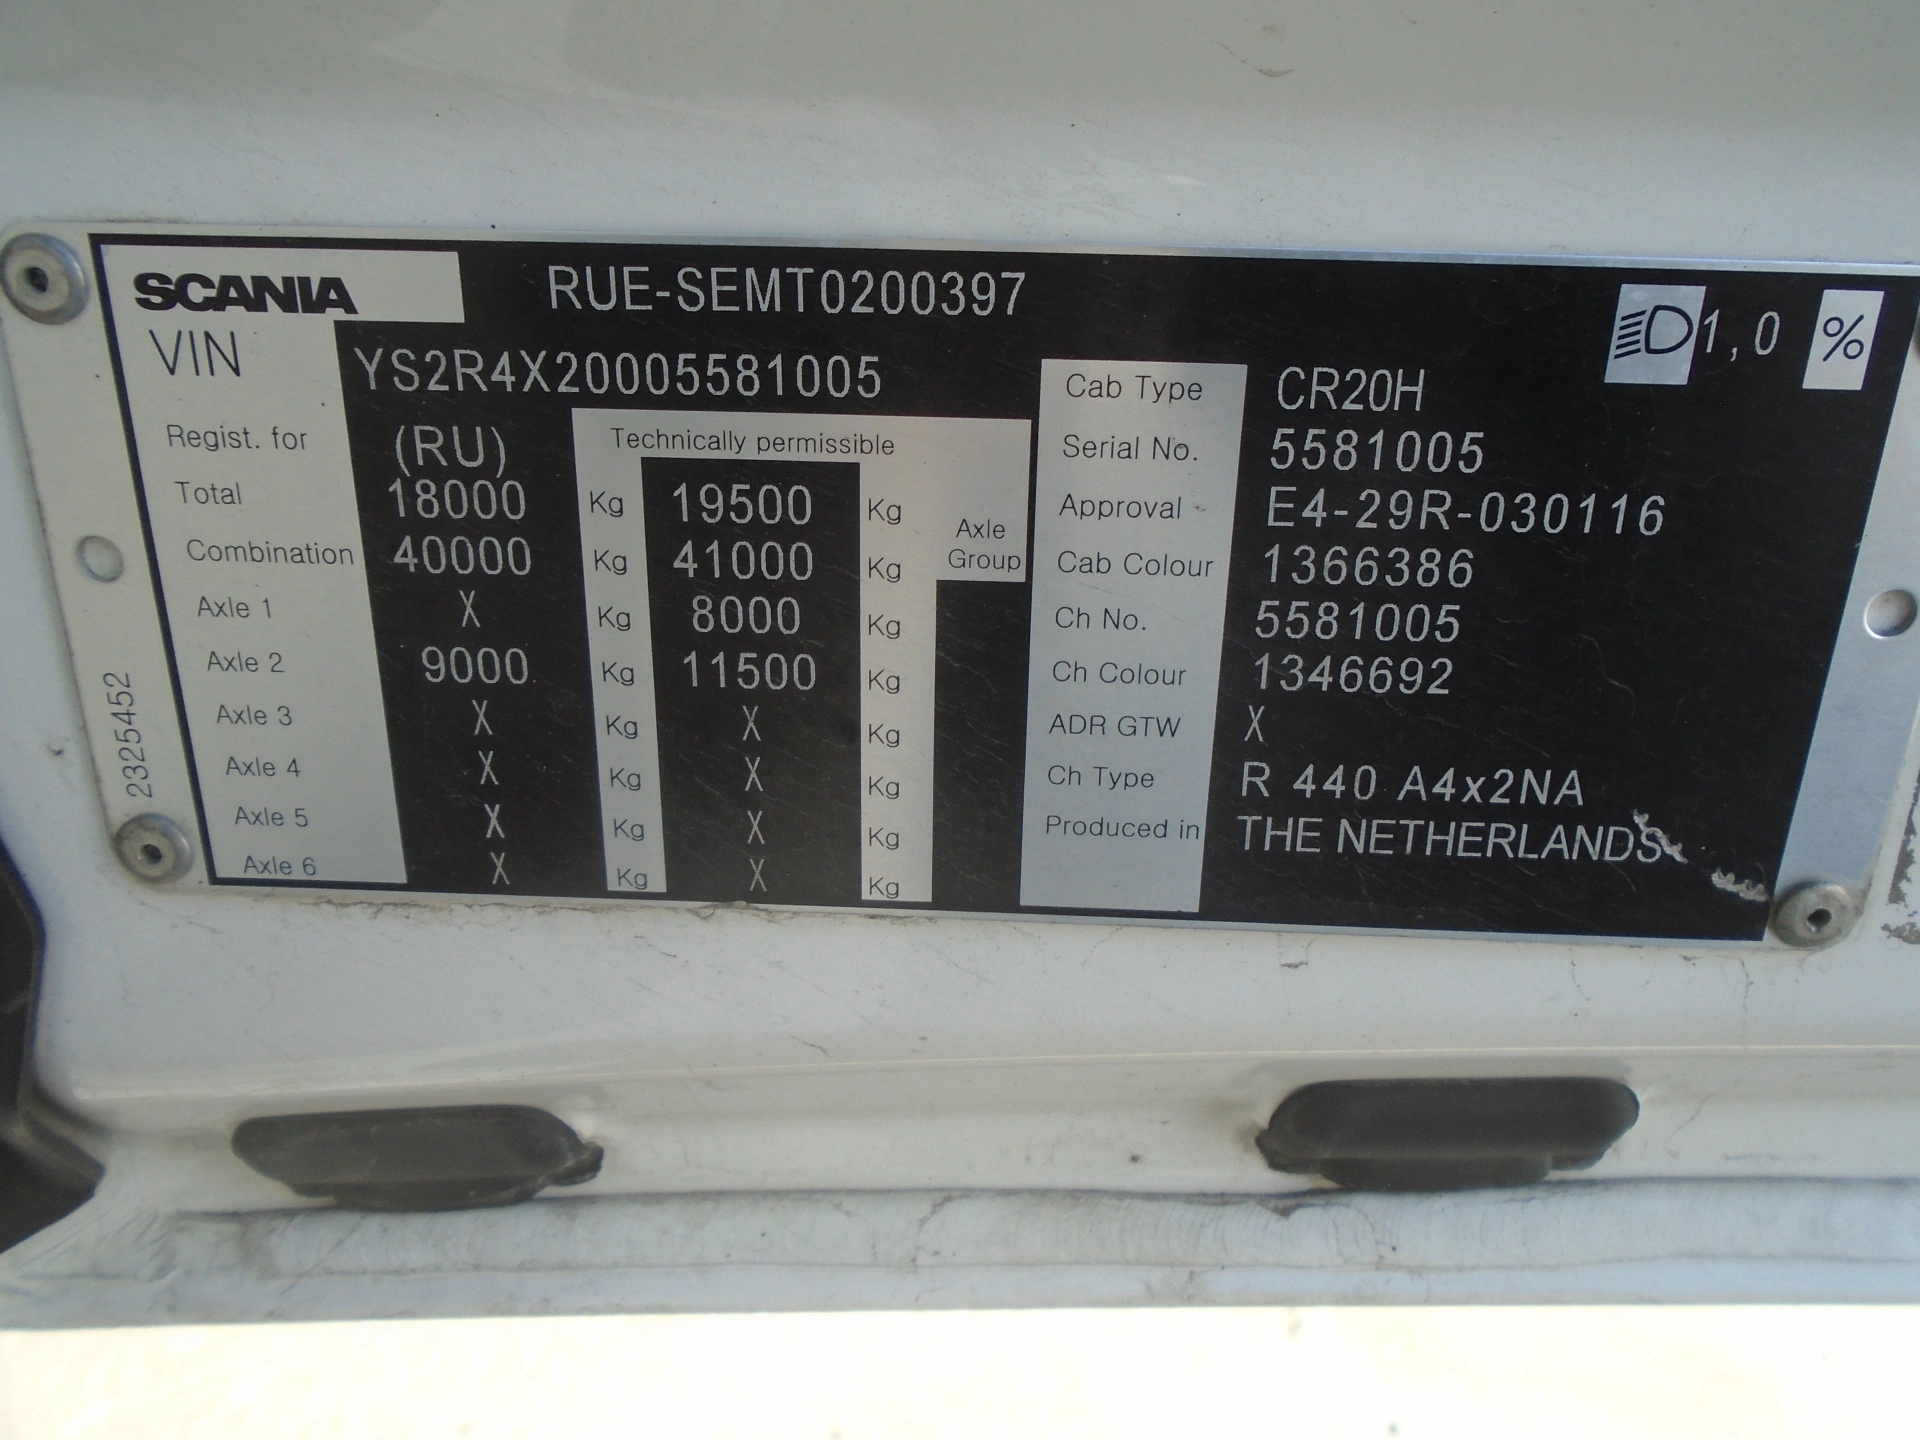 SCANIA RUE-SEMT0200397 1,0 %
VIN YS2R4X20005581005
Regist. for (RU) Technically permissible
Total 18000 Kg 19500 Kg
Combination 40000 Kg 41000 Kg Axle Group
Axle 1 X Kg 8000 Kg
Axle 2 9000 Kg 11500 Kg
Axle 3 X Kg X Kg
Axle 4 X Kg X Kg
Axle 5 X Kg X Kg
Axle 6 X Kg X Kg
Cab Type CR20H
Serial No. 5581005
Approval E4-29R-030116
Cab Colour 1366386
Ch No. 5581005
Ch Colour 1346692
ADR GTW X
Ch Type R 440 A4x2NA
Produced in THE NETHERLANDS
2325452